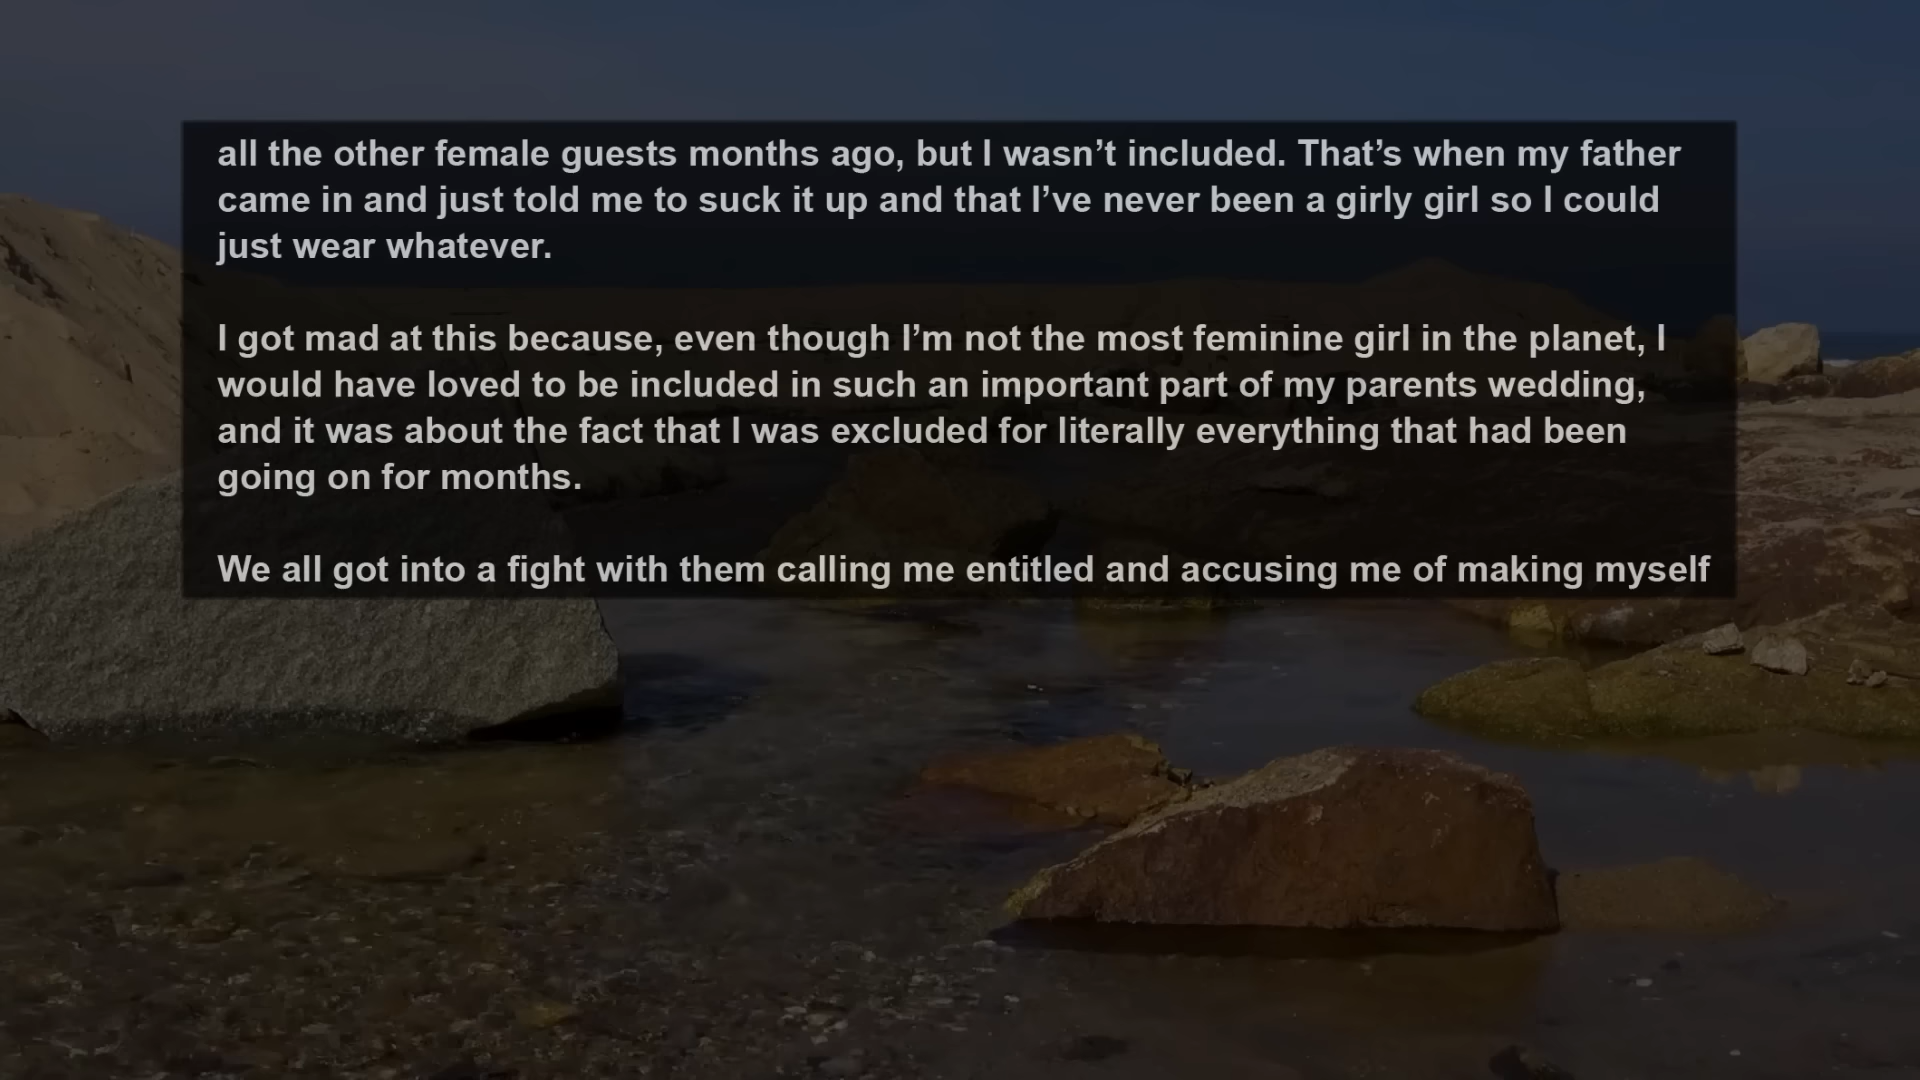 all the other female guests months ago, but I wasn’t included. That’s when my father
came in and just told me to suck it up and that I’ve never been a girly girl so I could
just wear whatever.
I got mad at this because, even though I’m not the most feminine girl in the planet, I
would have loved to be included in such an important part of my parents wedding,
and it was about the fact that I was excluded for literally everything that had been
going on for months.
We all got into a fight with them calling me entitled and accusing me of making myself